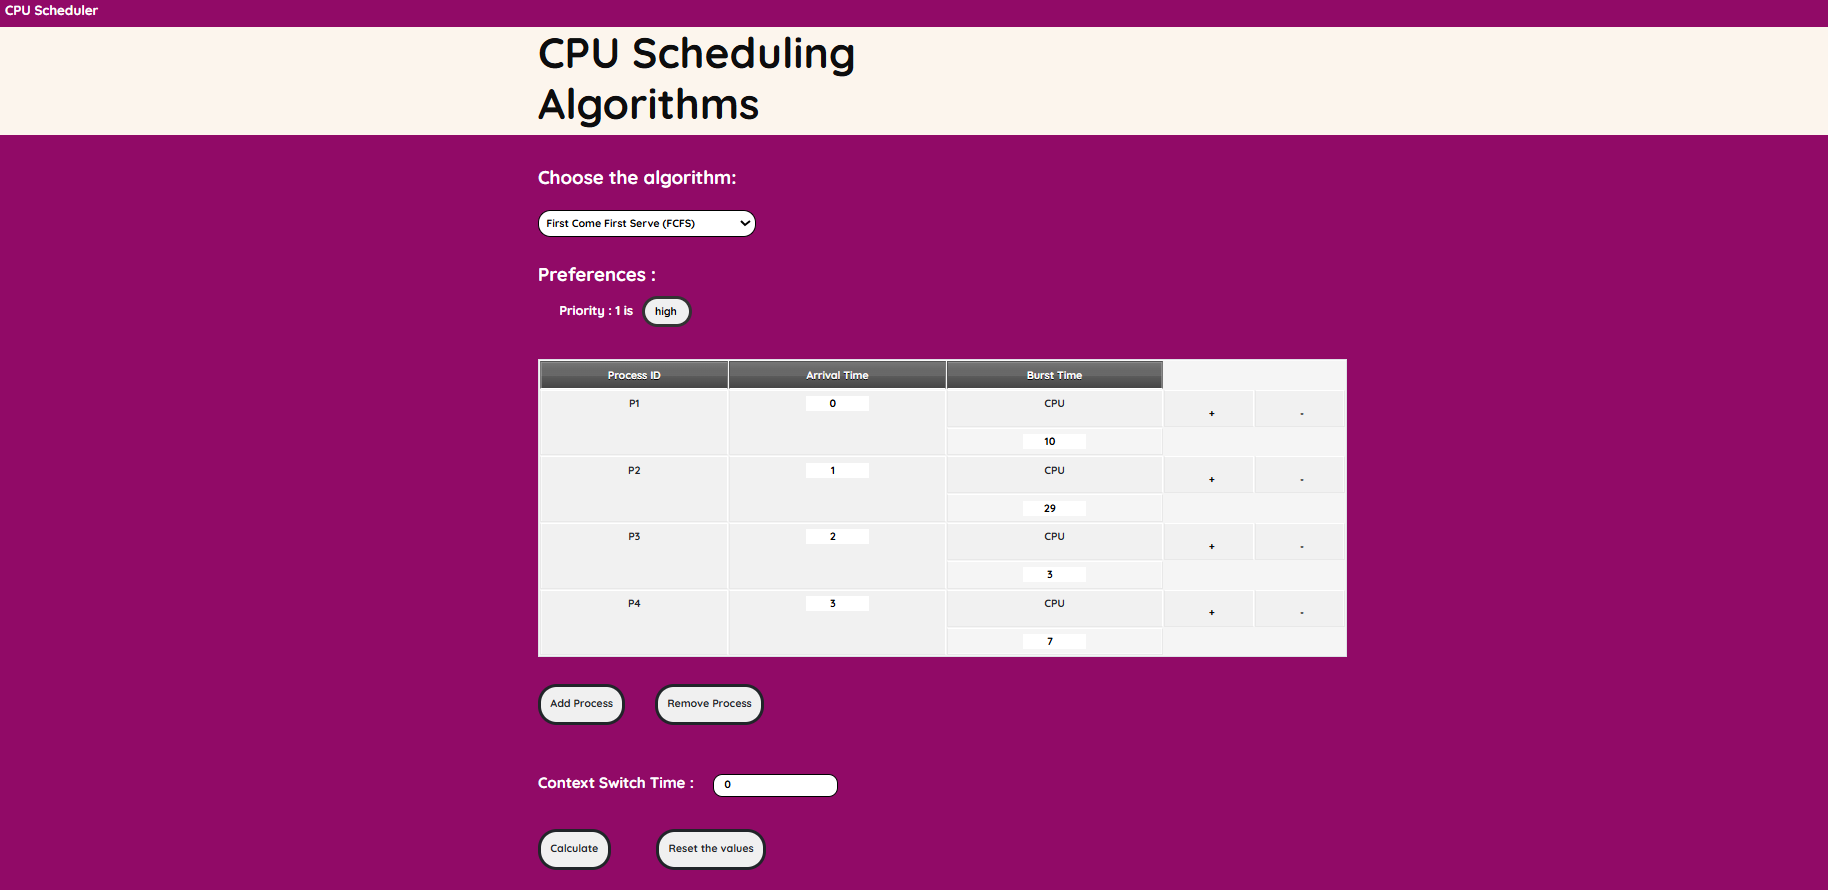 CPU Scheduler
CPU Scheduling
Algorithms
Choose the algorithm:
First Come First Serve (FCFS)
Preferences :
Priority : 1 is high
Process ID Arrival Time Burst Time
P1 0 CPU + -
10
P2 1 CPU + -
29
P3 2 CPU + -
3
P4 3 CPU + -
7
Add Process Remove Process
Context Switch Time : 0
Calculate Reset the values